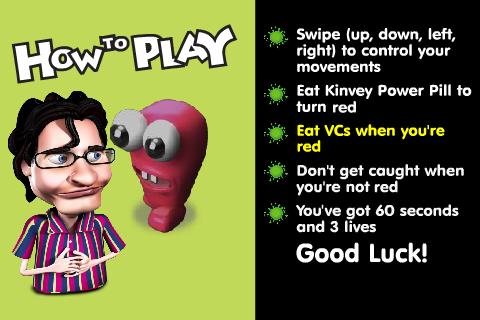 HOW TO PLAY
Swipe (up, down, left,
right) to control your
movements
Eat Kinvey Power Pill to
turn red
Eat VCs when you're
red
Don't get caught when
you're not red
You've got 60 seconds
and 3 lives
Good Luck!